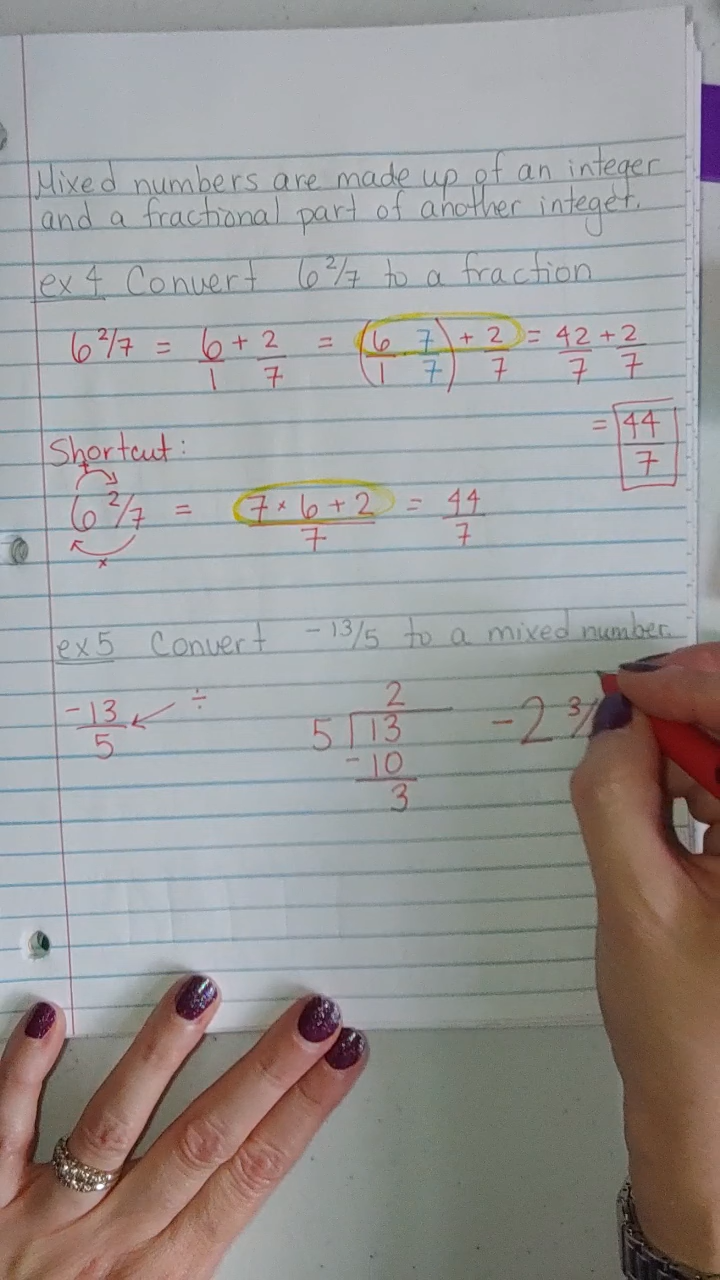 Mixed numbers are made up of an integer
and a fractional part of another integer.
ex 4 Convert 6 2/7 to a fraction
6 2/7 = 6/1 + 2/7 = (6/1 7/7) + 2/7 = 42/7 + 2/7
= 44/7
Shortcut:
+
6 2/7 = (7 × 6 + 2)/7 = 44/7
×
ex 5 Convert -13/5 to a mixed number.
-13/5 ÷
2
5 13
-10
3
-2 3/